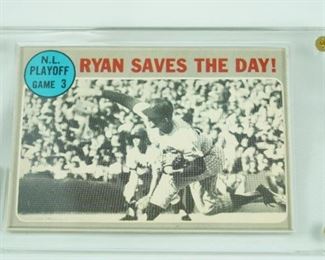 N.L.
PLAYOFF
GAME 3
RYAN SAVES THE DAY!